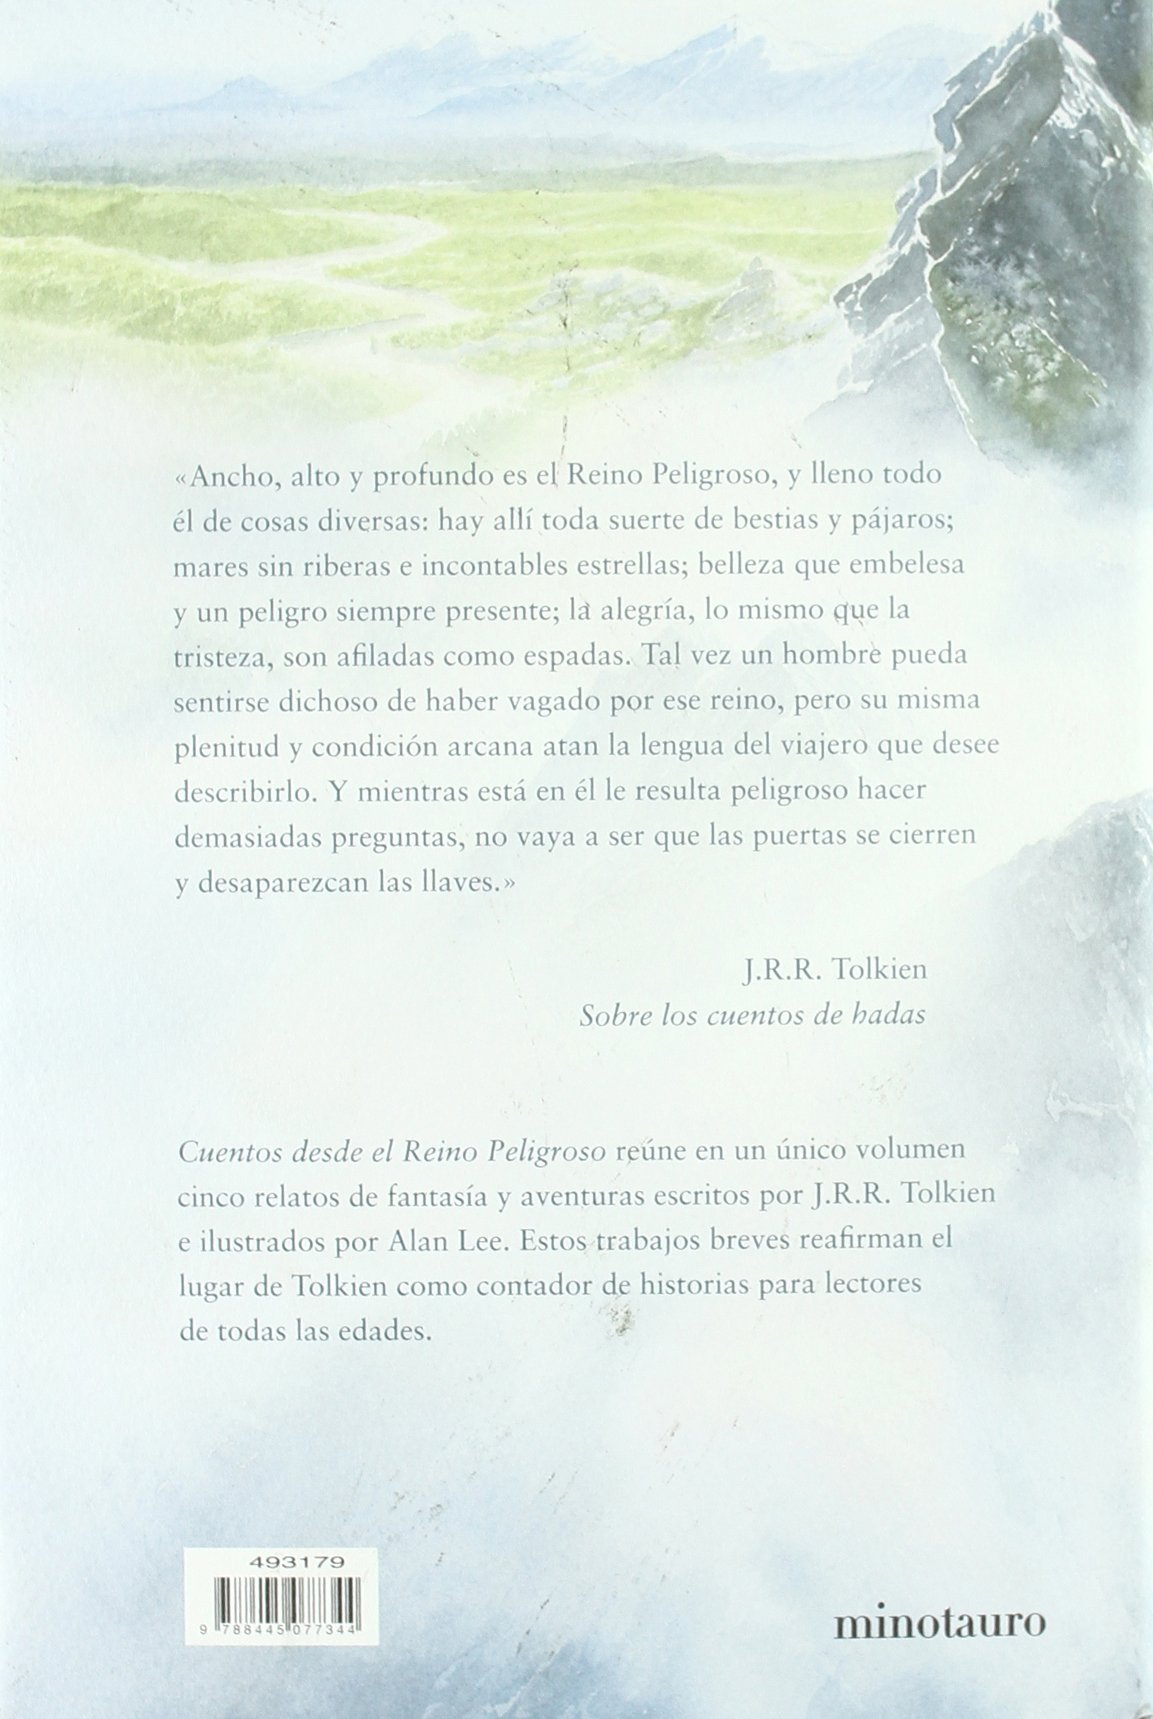 «Ancho, alto y profundo es el Reino Peligroso, y lleno todo
él de cosas diversas: hay allí toda suerte de bestias y pájaros;
mares sin riberas e incontables estrellas; belleza que embelesa
y un peligro siempre presente; la alegría, lo mismo que la
tristeza, son afiladas como espadas. Tal vez un hombre pueda
sentirse dichoso de haber vagado por ese reino, pero su misma
plenitud y condición arcana atan la lengua del viajero que desee
describirlo. Y mientras está en él le resulta peligroso hacer
demasiadas preguntas, no vaya a ser que las puertas se cierren
y desaparezcan las llaves.»
J.R.R. Tolkien
Sobre los cuentos de hadas
Cuentos desde el Reino Peligroso reúne en un único volumen
cinco relatos de fantasía y aventuras escritos por J.R.R. Tolkien
e ilustrados por Alan Lee. Estos trabajos breves reafirman el
lugar de Tolkien como contador de historias para lectores
de todas las edades.
493179
9 788445 077344
minotauro